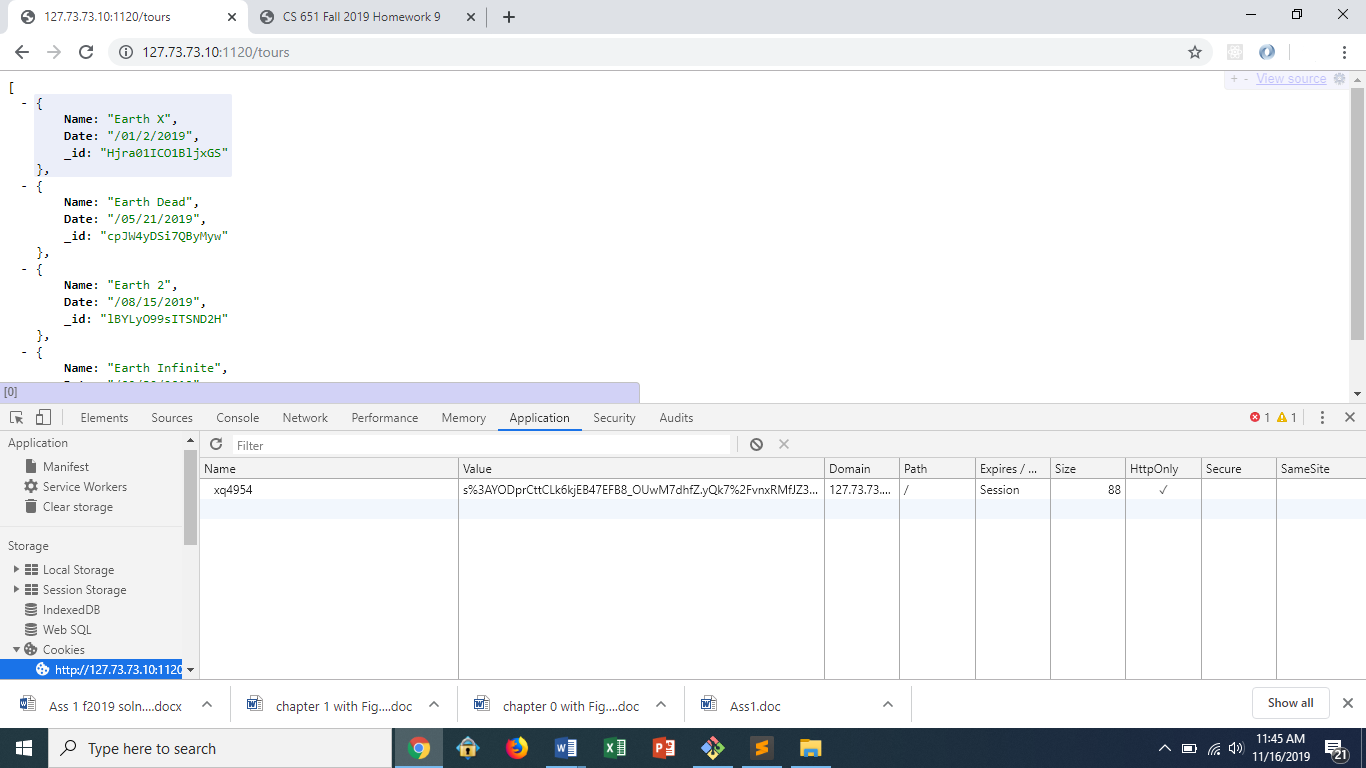 127.73.73.10:1120/tours
CS 651 Fall 2019 Homework 9
127.73.73.10:1120/tours
+ - View source
[
- {
Name: "Earth X",
Date: "/01/2/2019",
_id: "Hjra01ICO1BljxGS"
},
- {
Name: "Earth Dead",
Date: "/05/21/2019",
_id: "cpJW4yDSi7QByMyw"
},
- {
Name: "Earth 2",
Date: "/08/15/2019",
_id: "lBYLyO99sITSND2H"
},
- {
Name: "Earth Infinite",
[0]
Elements Sources Console Network Performance Memory Application Security Audits 1 1
Application
Manifest
Service Workers
Clear storage
Storage
Local Storage
Session Storage
IndexedDB
Web SQL
Cookies
http://127.73.73.10:1120
Filter
Name Value Domain Path Expires / ... Size HttpOnly Secure SameSite
xq4954 s%3AYODprCttCLk6kjEB47EFB8_OUwM7dhfZ.yQk7%2FvnxRMfJZ3... 127.73.73.... / Session 88 ✓
Ass 1 f2019 soln....docx
chapter 1 with Fig....doc
chapter 0 with Fig....doc
Ass1.doc
Show all
Type here to search
11:45 AM
11/16/2019
21